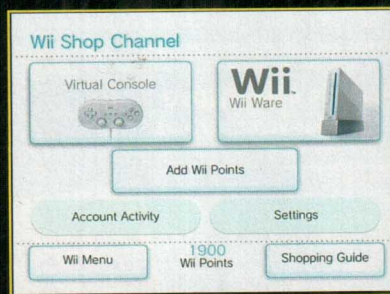 Wii Shop Channel
Virtual Console
Wii
Wii Ware
Add Wii Points
Account Activity
Settings
Wii Menu
1900
Wii Points
Shopping Guide